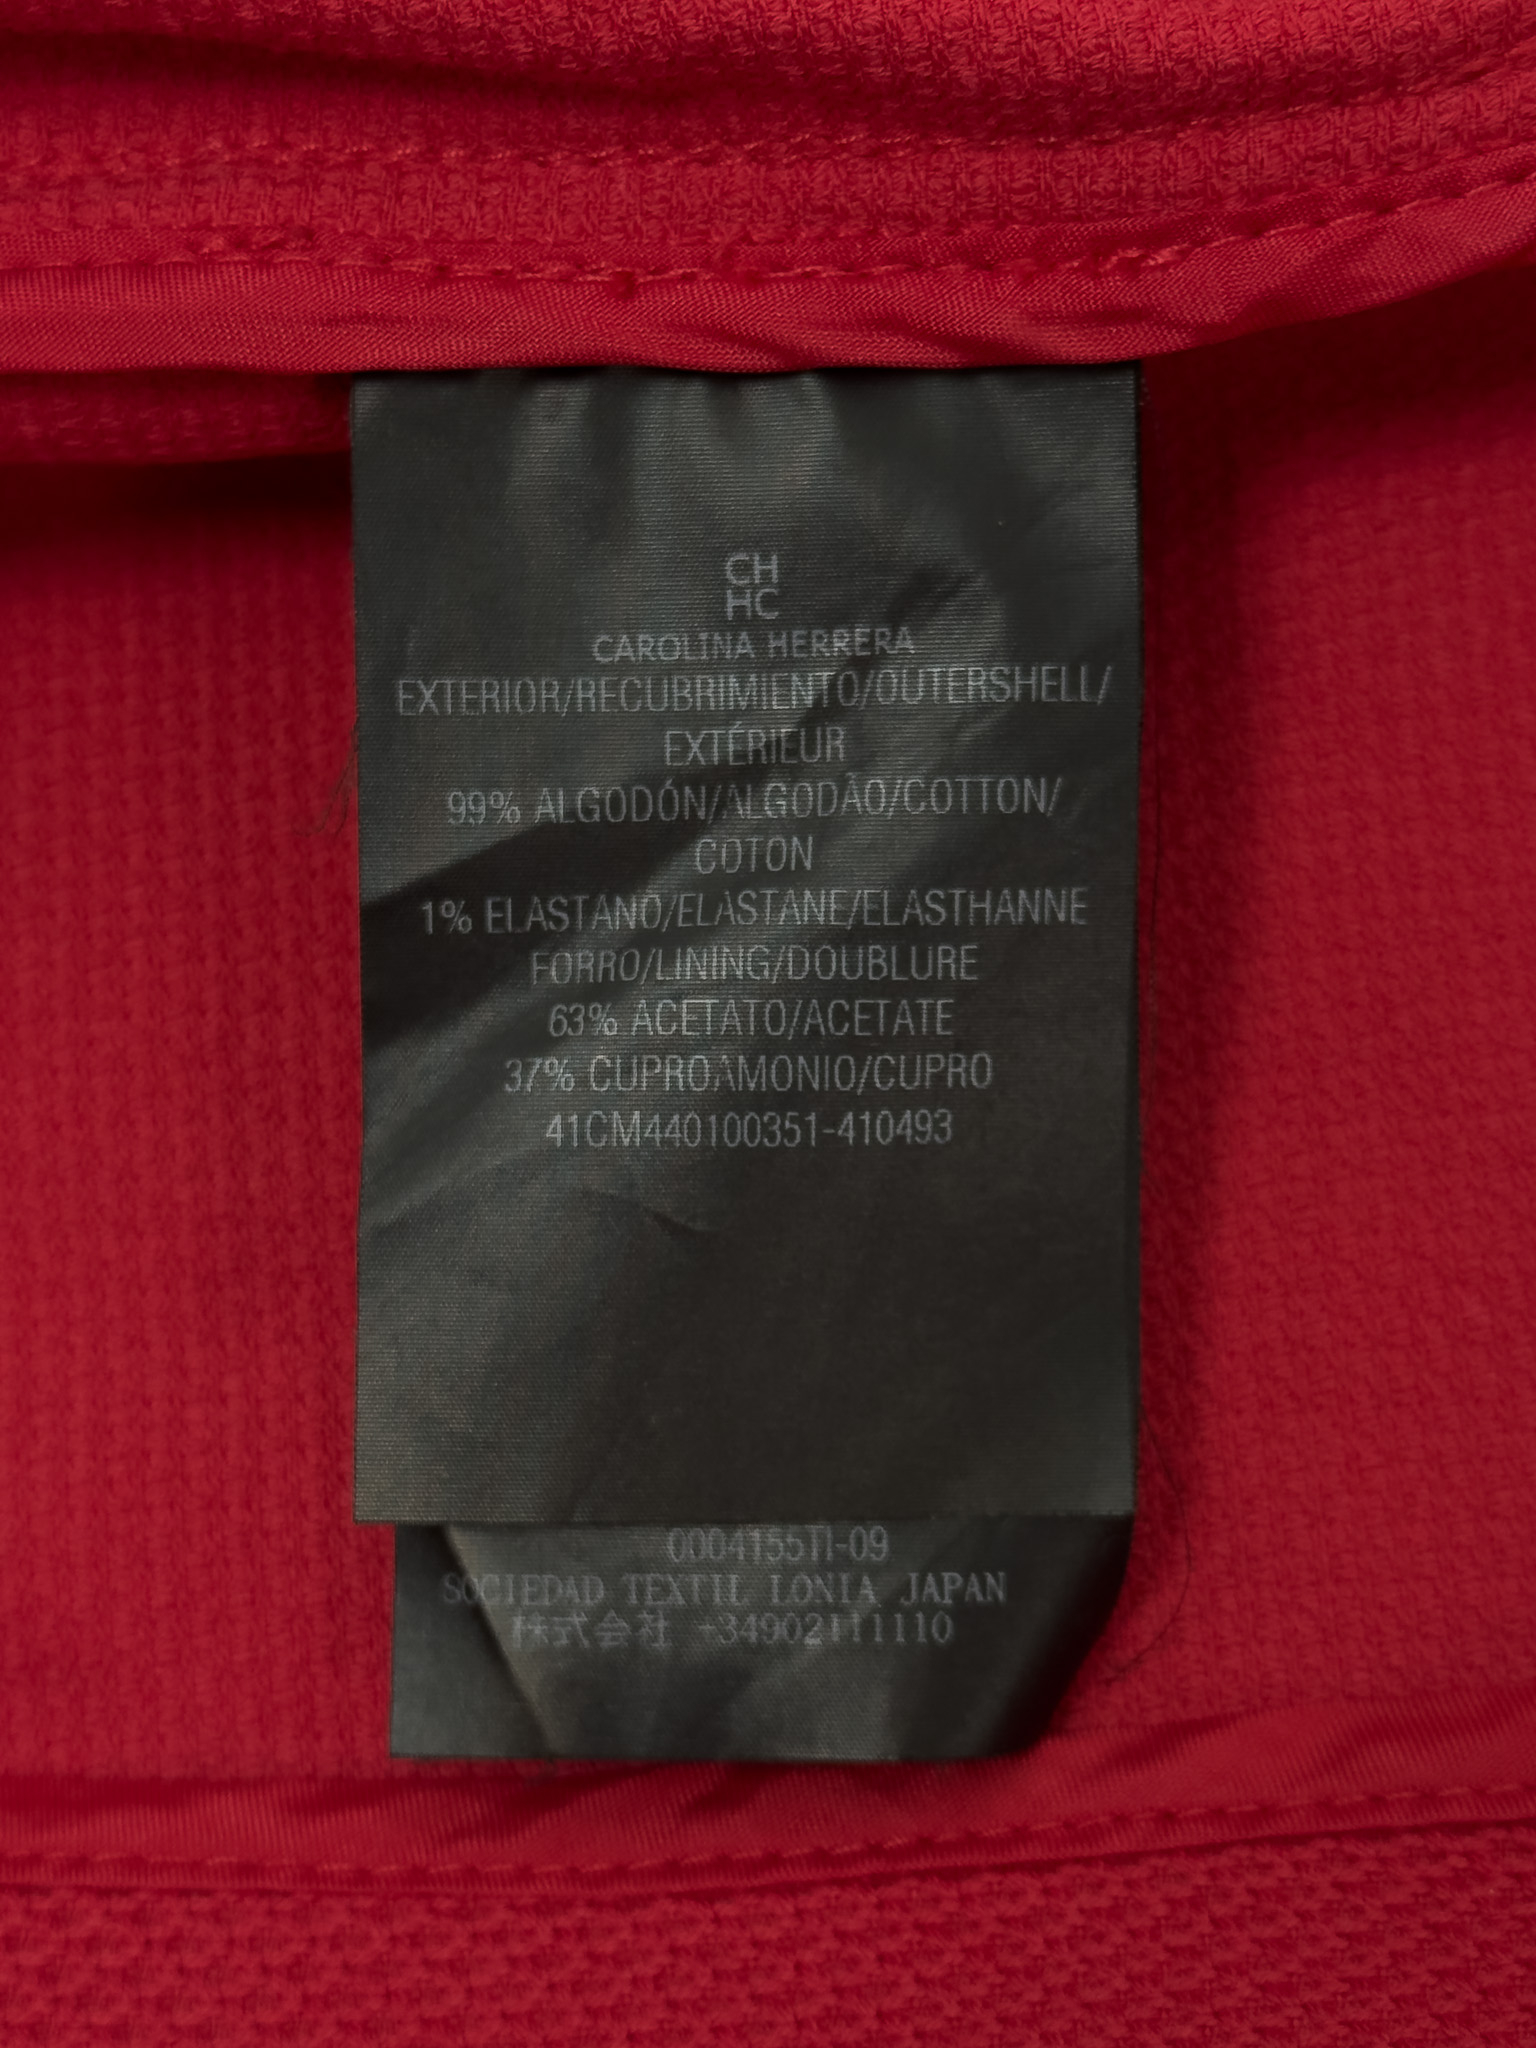 CH
HC
CAROLINA HERRERA
EXTERIOR/RECUBRIMIENTO/OUTERSHELL/
EXTÉRIEUR
99% ALGODÓN/ALGODÃO/COTTON/
COTON
1% ELASTANO/ELASTANE/ELASTHANNE
FORRO/LINING/DOUBLURE
63% ACETATO/ACETATE
37% CUPROAMONIO/CUPRO
41CM440100351-410493
0004155TI-09
SOCIEDAD TEXTIL LONIA JAPAN
株式会社 +34902111110